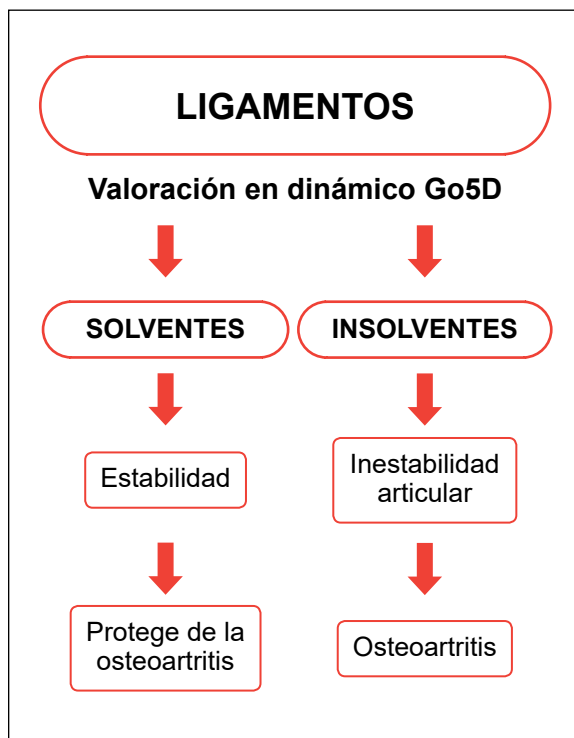 LIGAMENTOS
Valoración en dinámico Go5D
SOLVENTES
INSOLVENTES
Estabilidad
Inestabilidad
articular
Protege de la
osteoartritis
Osteoartritis